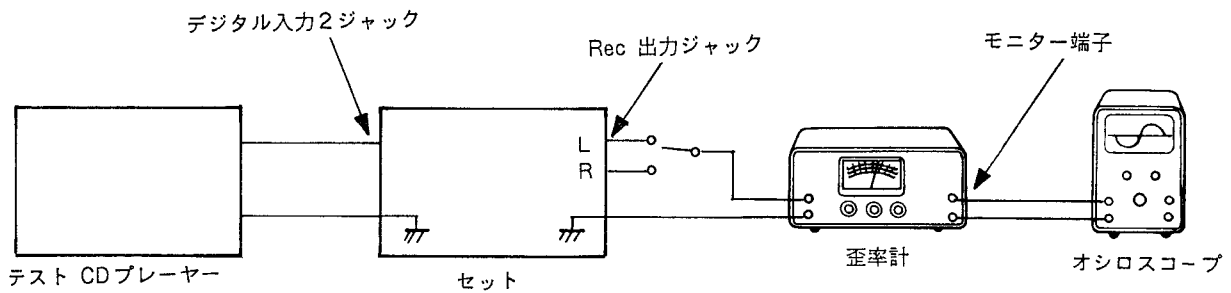 デジタル入力2ジャック
Rec 出力ジャック
モニター端子
L
R
テスト CDプレーヤー
セット
歪率計
オシロスコープ